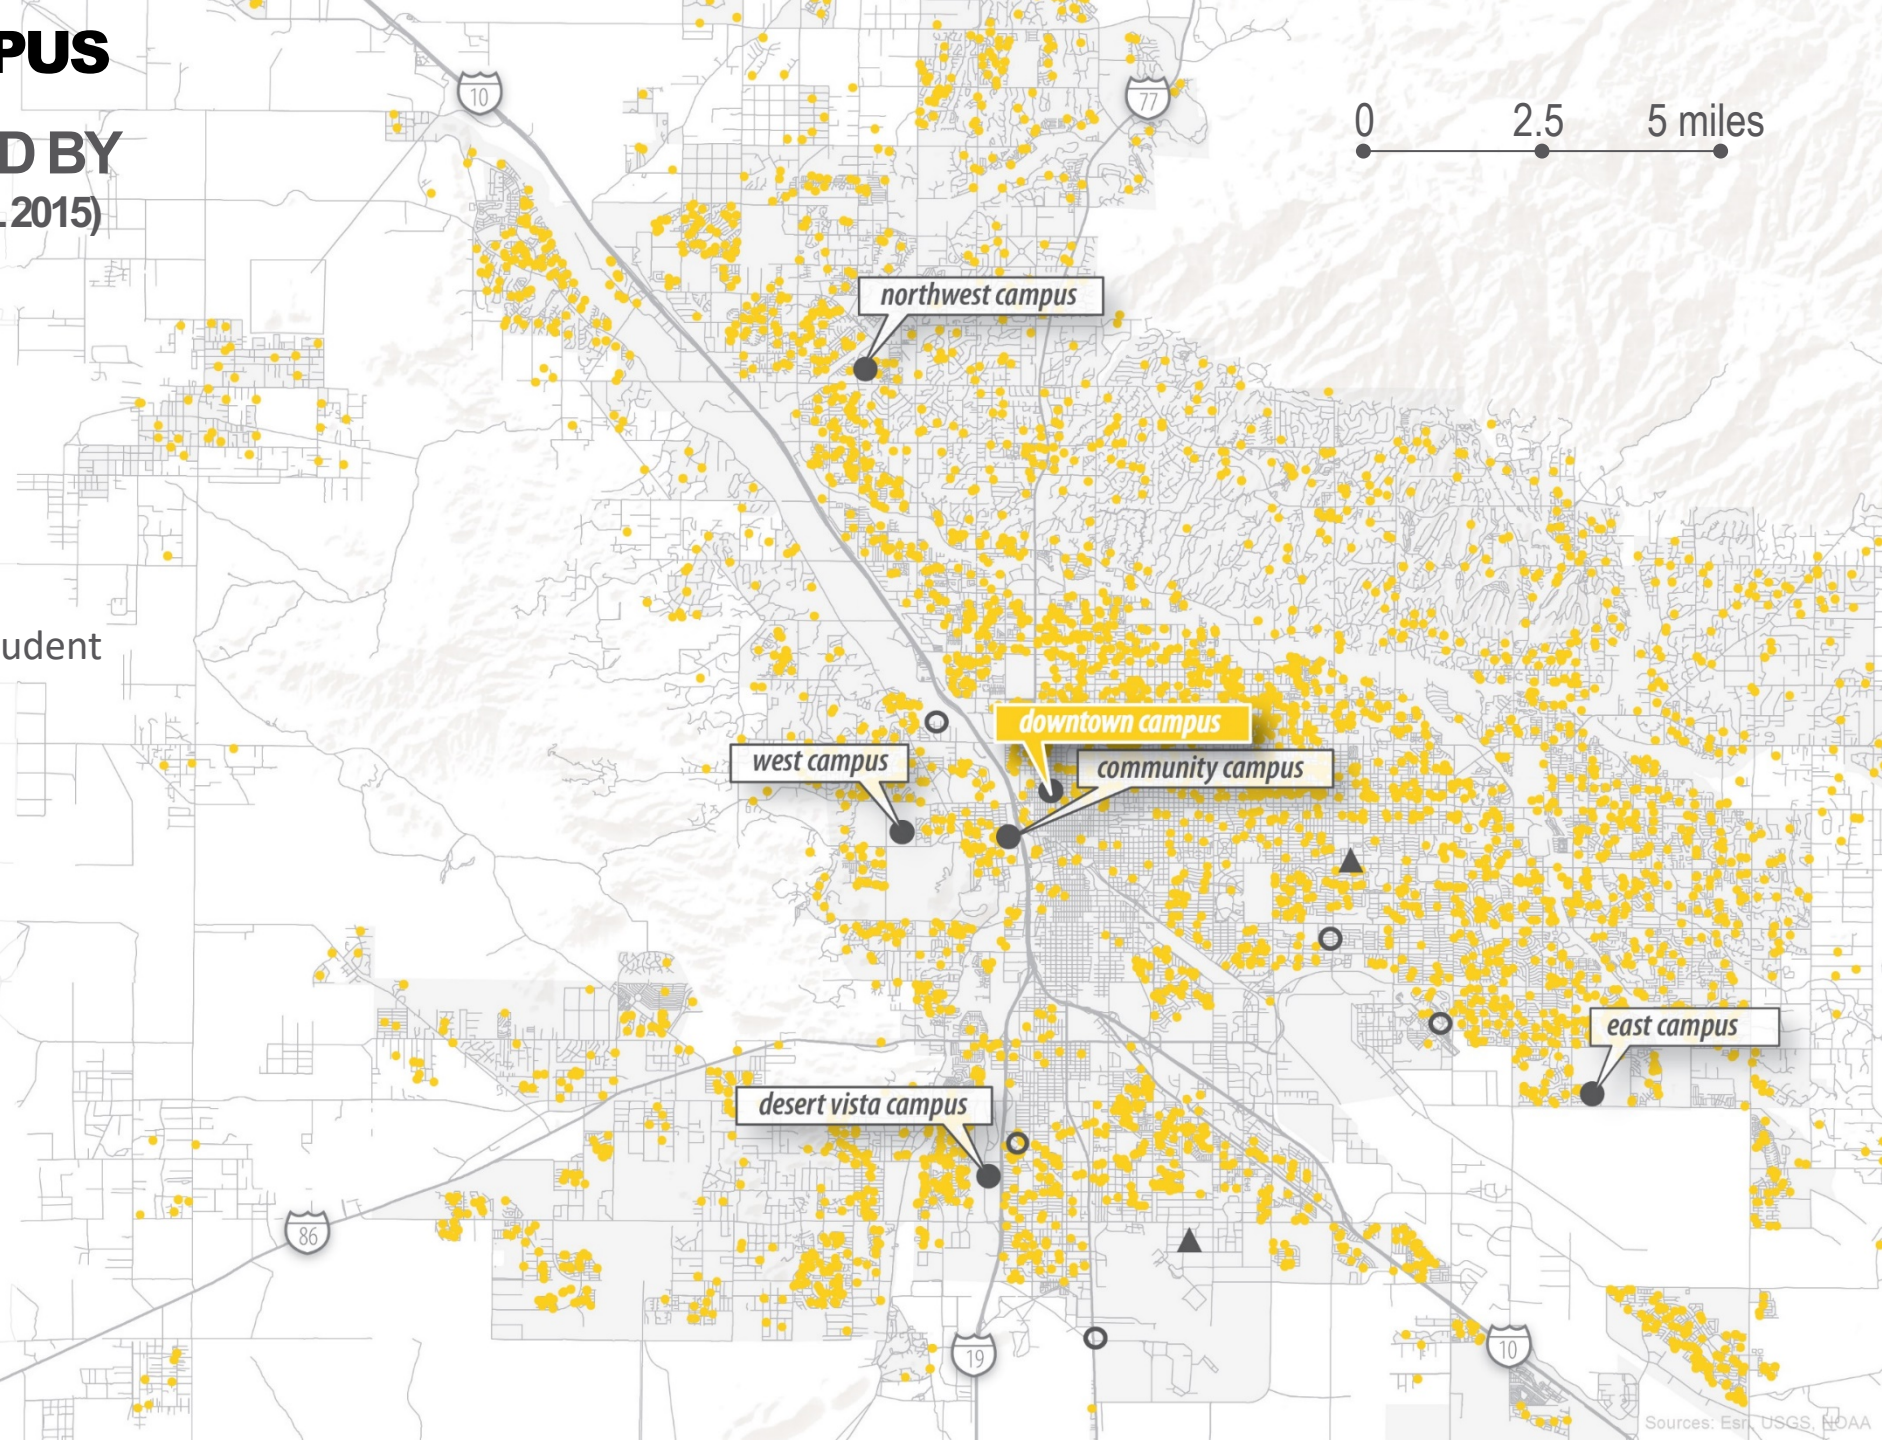 PUS
D BY
. 2015)
udent
10
77
0 2.5 5 miles
northwest campus
downtown campus
west campus
community campus
east campus
desert vista campus
86
19
10
Sources: Esri, USGS, NOAA